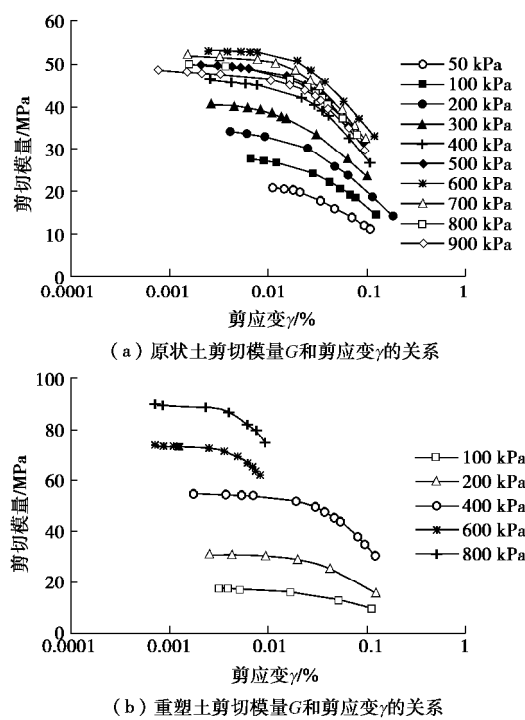 60
50
40
30
20
10
0
剪切模量/MPa
0.0001
0.001
0.01
0.1
1
剪应变γ/%
50 kPa
100 kPa
200 kPa
300 kPa
400 kPa
500 kPa
600 kPa
700 kPa
800 kPa
900 kPa
（a）原状土剪切模量G和剪应变γ的关系
100
80
60
40
20
0
剪切模量/MPa
0.0001
0.001
0.01
0.1
1
剪应变γ/%
100 kPa
200 kPa
400 kPa
600 kPa
800 kPa
（b）重塑土剪切模量G和剪应变γ的关系